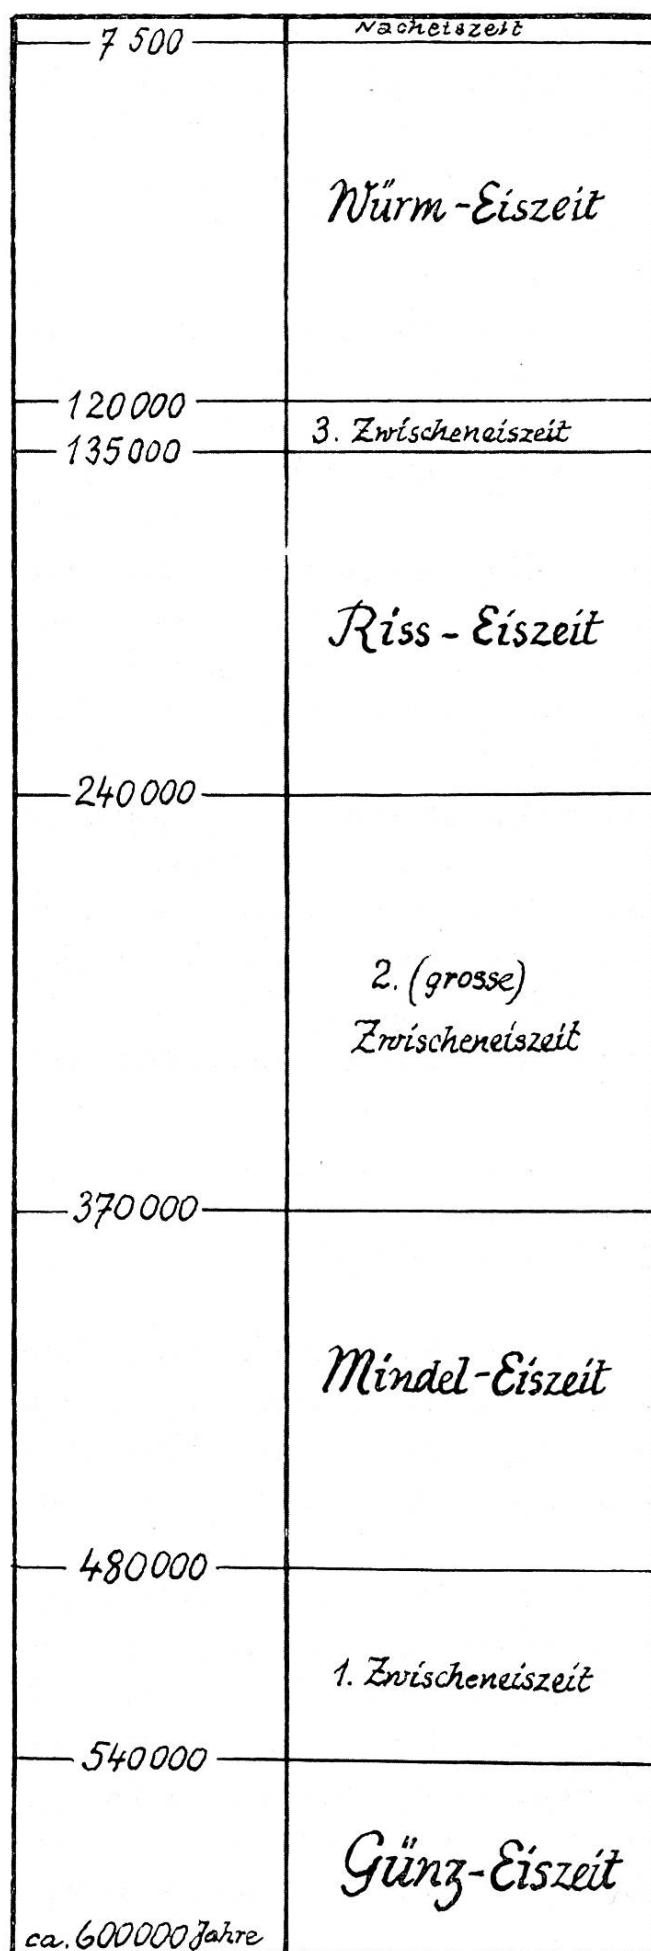 Nacheiszeit
7 500
Würm-Eiszeit
120000
3. Zwischeneiszeit
135000
Riss - Eiszeit
240000
2. (grosse)
Zwischeneiszeit
370000
Mindel-Eiszeit
480000
1. Zwischeneiszeit
540000
Günz-Eiszeit
ca. 600000 Jahre